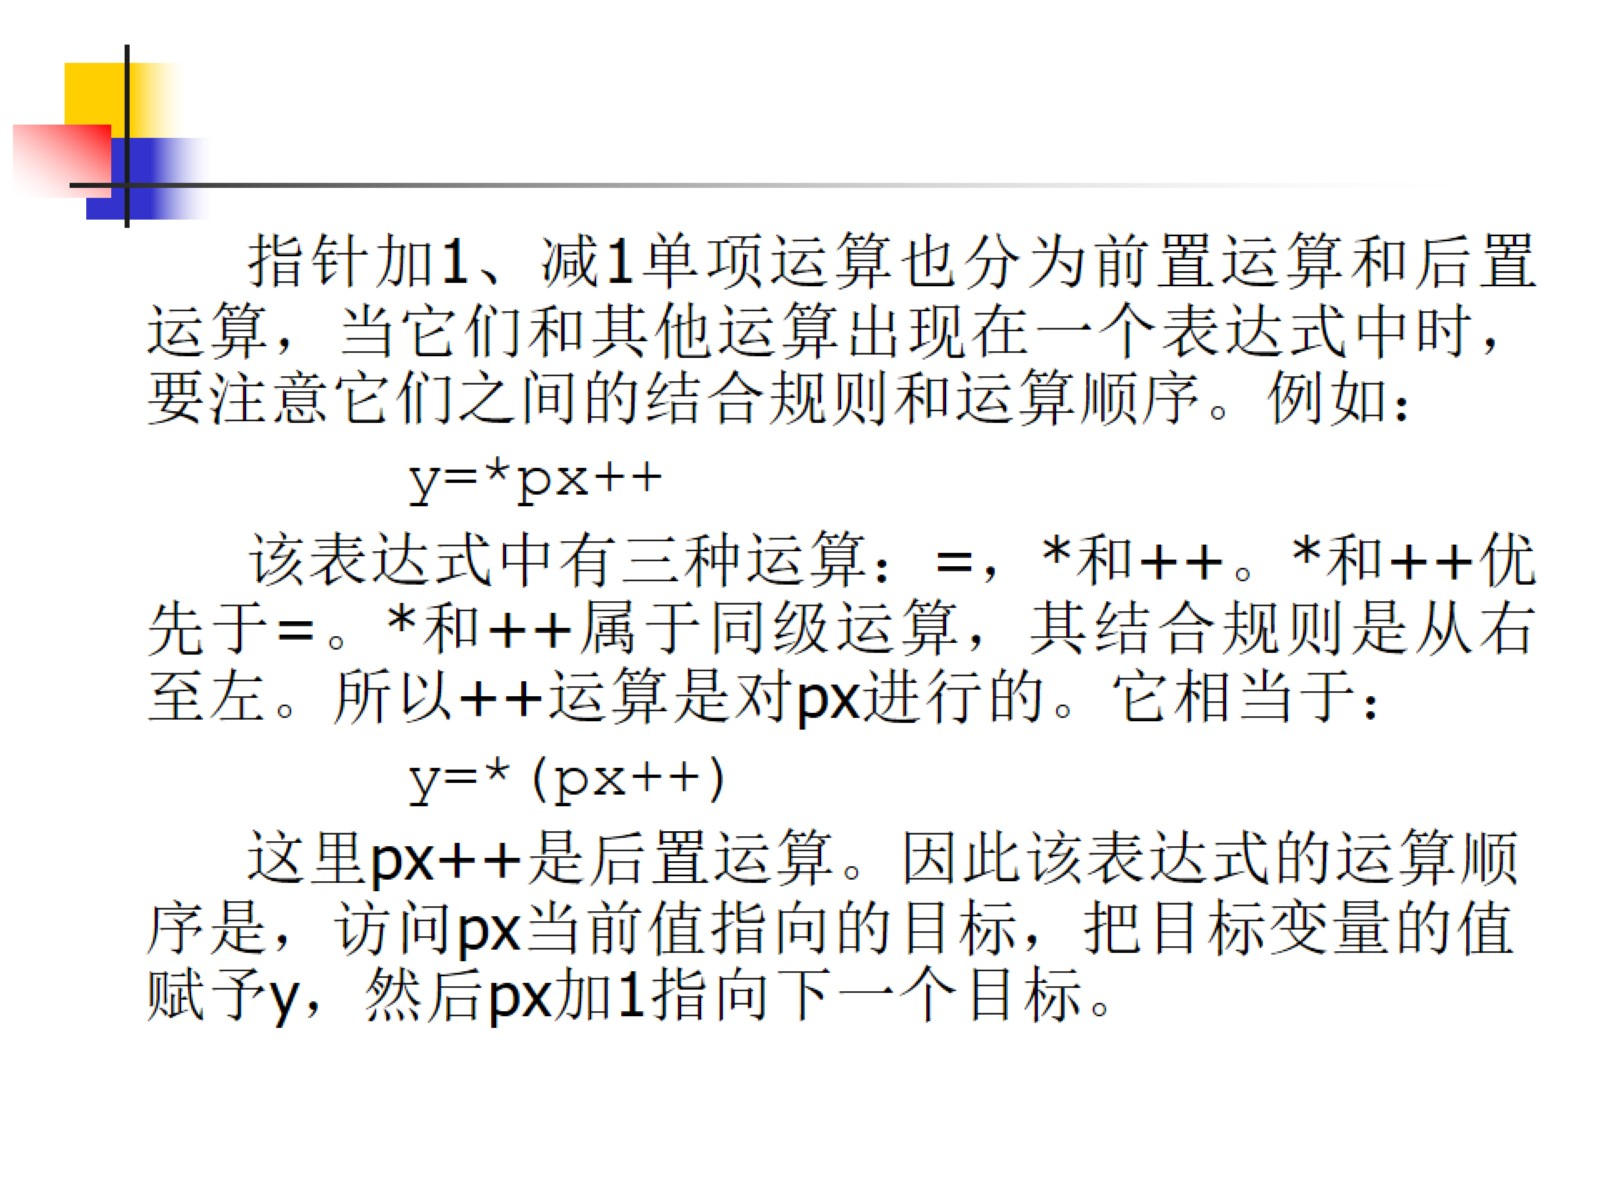 指针加1、减1单项运算也分为前置运算和后置
运算，当它们和其他运算出现在一个表达式中时，
要注意它们之间的结合规则和运算顺序。例如：
y=*px++
该表达式中有三种运算：=，*和++。*和++优
先于=。*和++属于同级运算，其结合规则是从右
至左。所以++运算是对px进行的。它相当于：
y=*(px++)
这里px++是后置运算。因此该表达式的运算顺
序是，访问px当前值指向的目标，把目标变量的值
赋予y，然后px加1指向下一个目标。